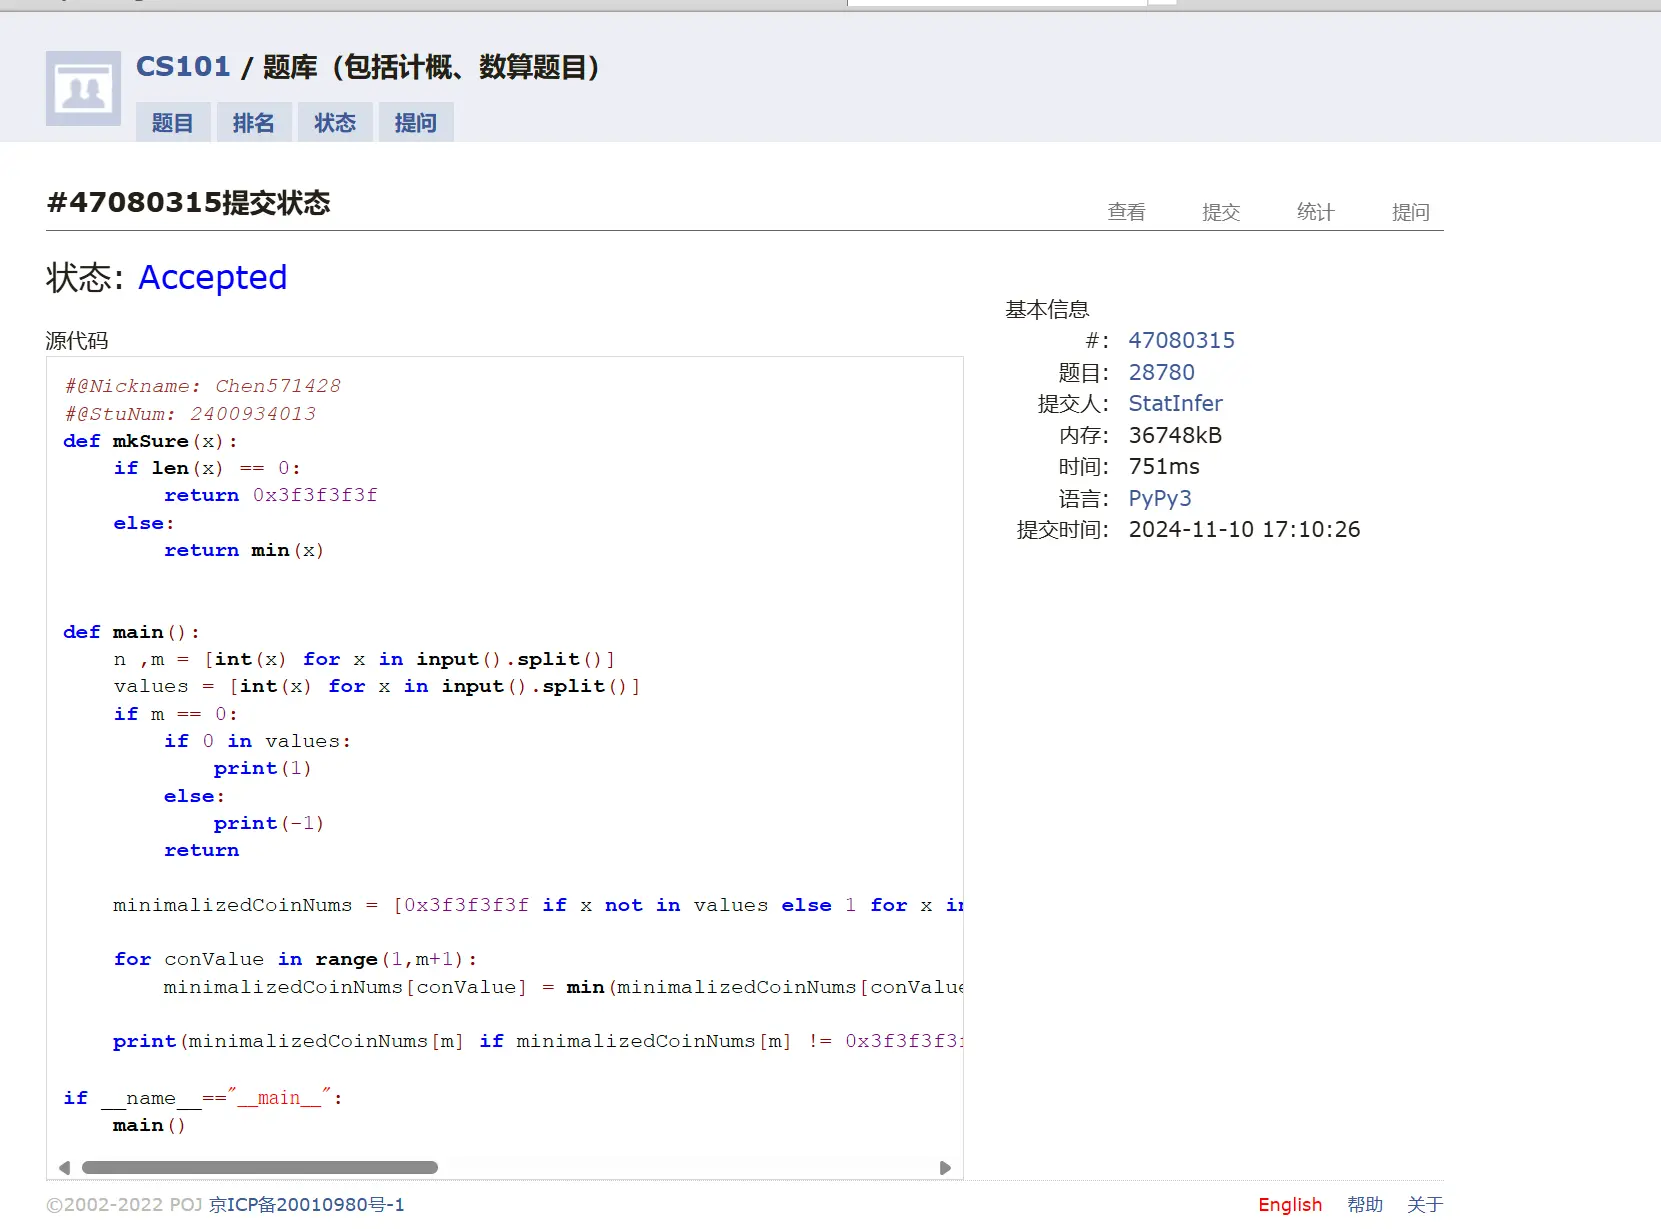 CS101 / 题库（包括计概、数算题目）
题目 排名 状态 提问
#47080315提交状态
查看 提交 统计 提问
状态: Accepted
源代码
#@Nickname: Chen571428
#@StuNum: 2400934013
def mkSure(x):
    if len(x) == 0:
        return 0x3f3f3f3f
    else:
        return min(x)
def main():
    n ,m = [int(x) for x in input().split()]
    values = [int(x) for x in input().split()]
    if m == 0:
        if 0 in values:
            print(1)
        else:
            print(-1)
        return
    minimalizedCoinNums = [0x3f3f3f3f if x not in values else 1 for x in
    for conValue in range(1,m+1):
        minimalizedCoinNums[conValue] = min(minimalizedCoinNums[conValue
    print(minimalizedCoinNums[m] if minimalizedCoinNums[m] != 0x3f3f3f3
if __name__=="__main__":
    main()
基本信息
#: 47080315
题目: 28780
提交人: StatInfer
内存: 36748kB
时间: 751ms
语言: PyPy3
提交时间: 2024-11-10 17:10:26
©2002-2022 POJ 京ICP备20010980号-1
English 帮助 关于